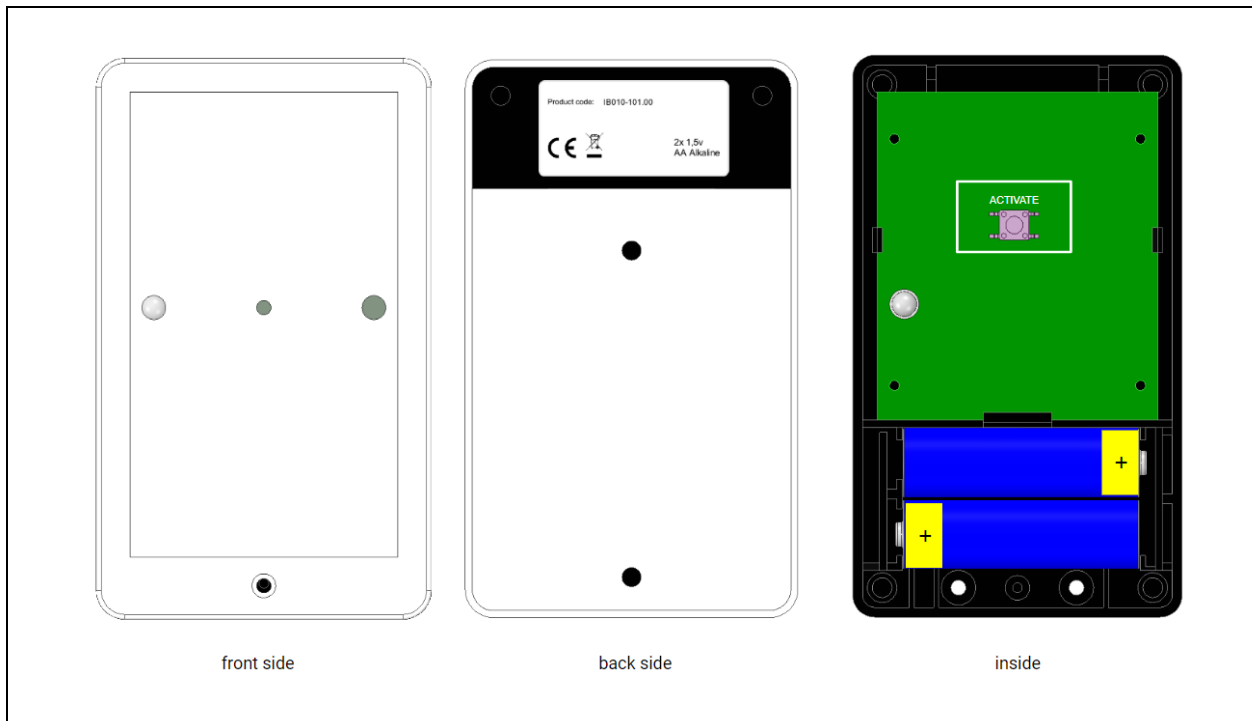 Product code: IB010-101.00
CE
2x 1,5v
AA Alkaline
ACTIVATE
+
+
front side
back side
inside